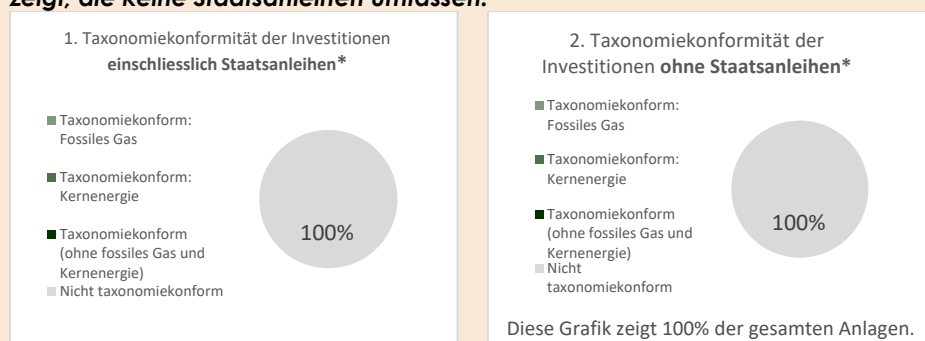 zeigt, die keine Staatsanleihen umfassen.
1. Taxonomiekonformität der Investitionen
einschliesslich Staatsanleihen*
Taxonomiekonform:
Fossiles Gas
Taxonomiekonform:
Kernenergie
Taxonomiekonform
(ohne fossiles Gas und
Kernenergie)
Nicht taxonomiekonform
100%
2. Taxonomiekonformität der
Investitionen ohne Staatsanleihen*
Taxonomiekonform:
Fossiles Gas
Taxonomiekonform:
Kernenergie
Taxonomiekonform
(ohne fossiles Gas und
Kernenergie)
Nicht
taxonomiekonform
100%
Diese Grafik zeigt 100% der gesamten Anlagen.